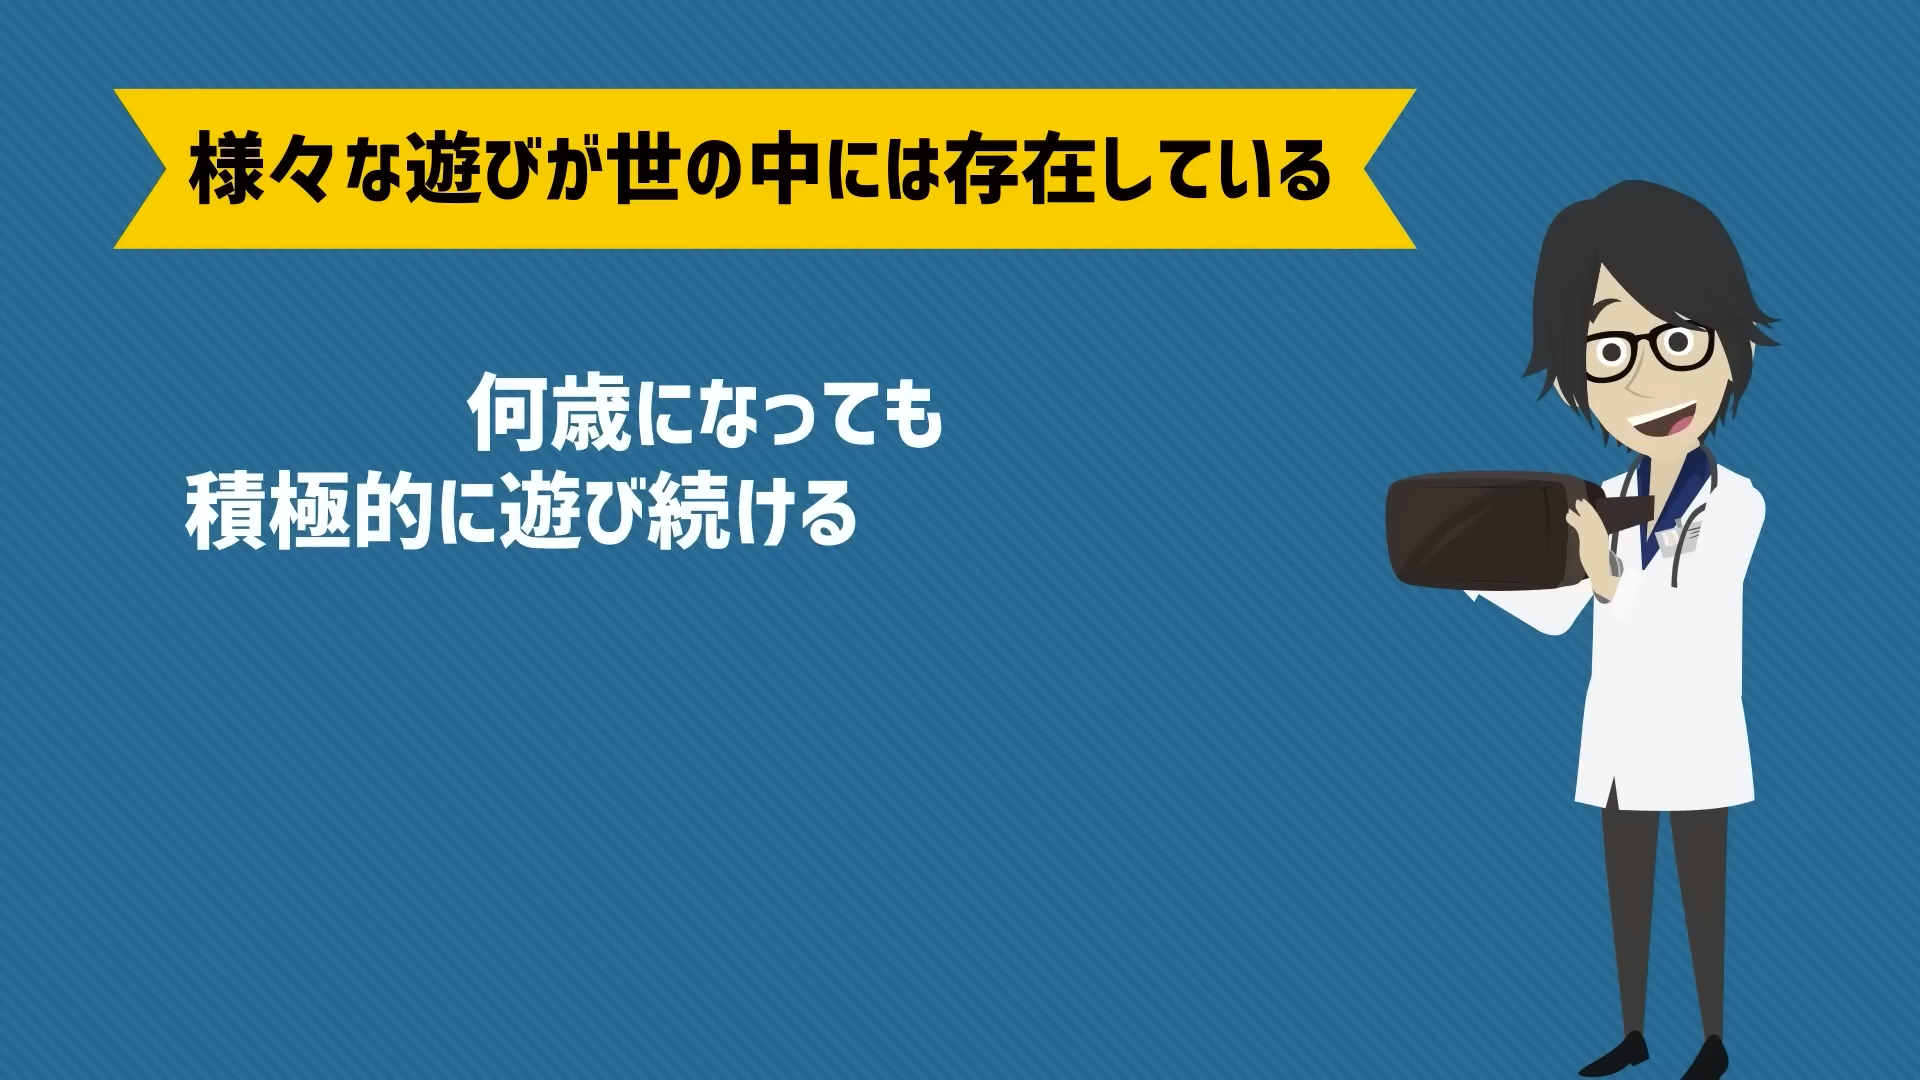 様々な遊びが世の中には存在している
何歳になっても
積極的に遊び続ける